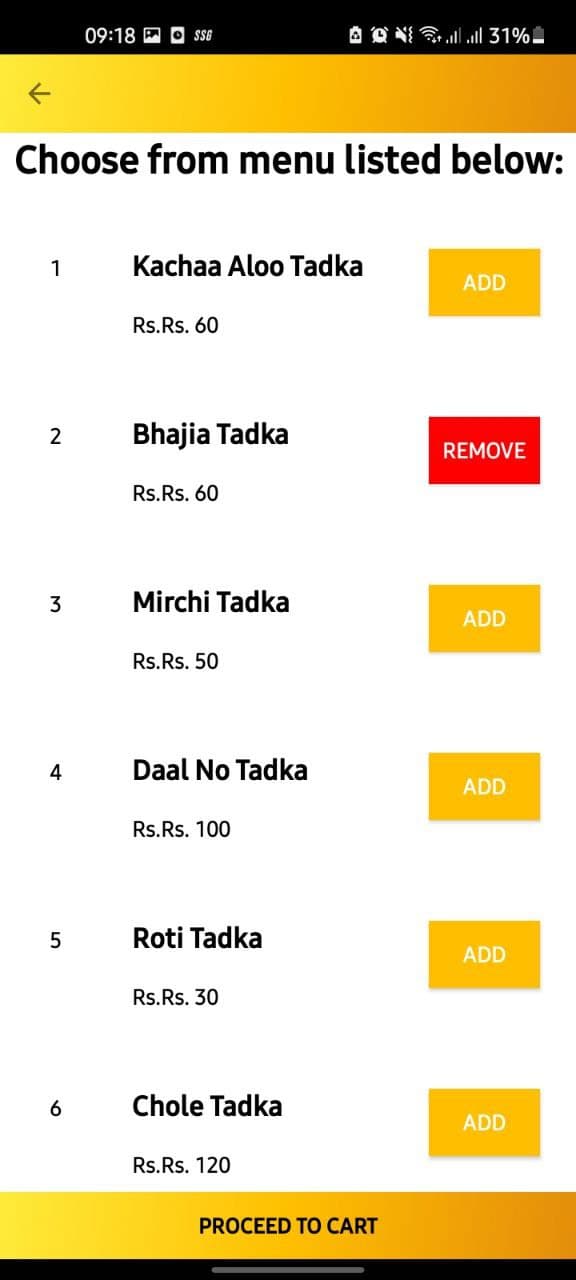 09:18 SSG 31%
Choose from menu listed below:
1 Kachaa Aloo Tadka ADD
Rs.Rs. 60
2 Bhajia Tadka REMOVE
Rs.Rs. 60
3 Mirchi Tadka ADD
Rs.Rs. 50
4 Daal No Tadka ADD
Rs.Rs. 100
5 Roti Tadka ADD
Rs.Rs. 30
6 Chole Tadka ADD
Rs.Rs. 120
PROCEED TO CART